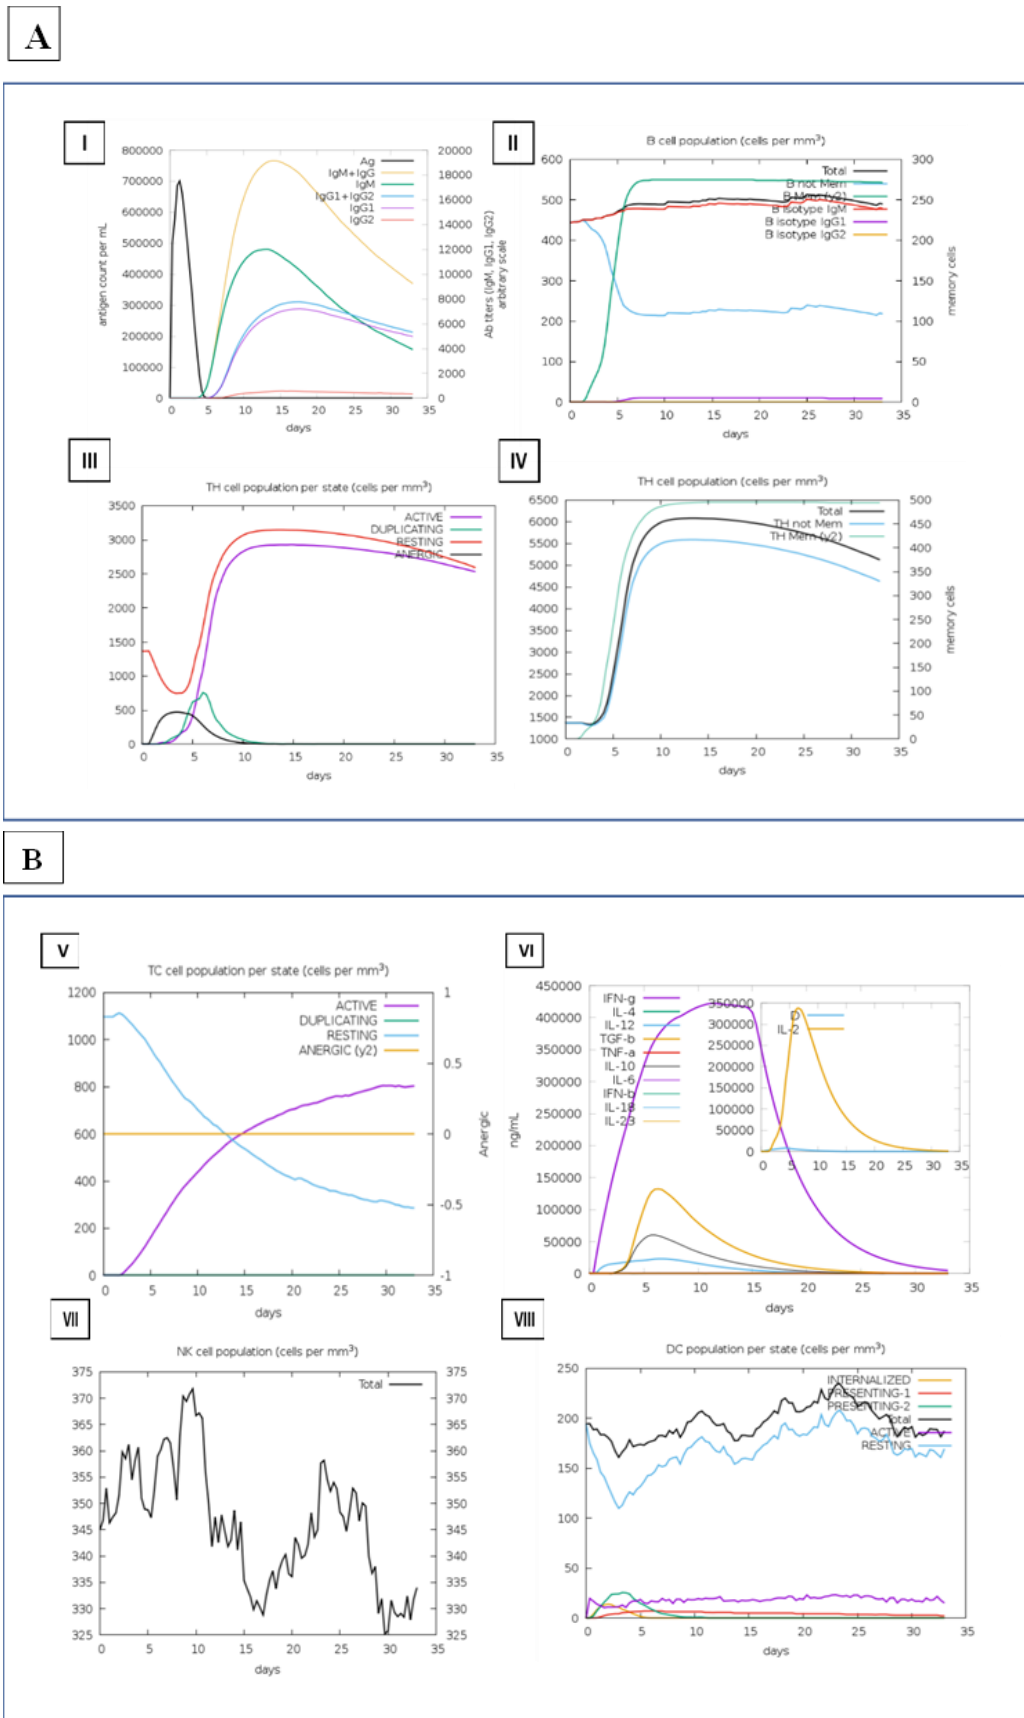 A
I
800000
700000
600000
500000
400000
300000
200000
100000
0
antigen count per mL
Ag
IgM+IgG
IgM
IgG1+IgG2
IgG1
IgG2
20000
18000
16000
14000
12000
10000
8000
6000
4000
2000
0
Ab titers (IgM, IgG1, IgG2)
arbitrary scale
0 5 10 15 20 25 30 35
days
II
B cell population (cells per mm³)
600
500
400
300
200
100
0
Total
B not Mem
B Mem (y2)
B isotype IgM
B isotype IgG1
B isotype IgG2
300
250
200
150
100
50
0
memory cells
0 5 10 15 20 25 30 35
days
III
TH cell population per state (cells per mm³)
3500
3000
2500
2000
1500
1000
500
0
ACTIVE
DUPLICATING
RESTING
ANERGIC
0 5 10 15 20 25 30 35
days
IV
TH cell population (cells per mm³)
6500
6000
5500
5000
4500
4000
3500
3000
2500
2000
1500
1000
Total
TH not Mem
TH Mem (y2)
500
450
400
350
300
250
200
150
100
50
0
memory cells
0 5 10 15 20 25 30 35
days
B
V
TC cell population per state (cells per mm³)
1200
1000
800
600
400
200
0
ACTIVE
DUPLICATING
RESTING
ANERGIC (y2)
1
0.5
0
-0.5
-1
Anergic
0 5 10 15 20 25 30 35
days
VI
450000
400000
350000
300000
250000
200000
150000
100000
50000
0
ng/mL
IFN-g
IL-4
IL-12
TGF-b
TNF-a
IL-10
IL-6
IFN-b
IL-18
IL-23
350000
300000
250000
200000
150000
100000
50000
0
D
IL-2
0 5 10 15 20 25 30 35
0 5 10 15 20 25 30 35
days
VII
NK cell population (cells per mm³)
375
370
365
360
355
350
345
340
335
330
325
Total
375
370
365
360
355
350
345
340
335
330
325
0 5 10 15 20 25 30 35
days
VIII
DC population per state (cells per mm³)
250
200
150
100
50
0
INTERNALIZED
PRESENTING-1
PRESENTING-2
Total
ACTIVE
RESTING
0 5 10 15 20 25 30 35
days